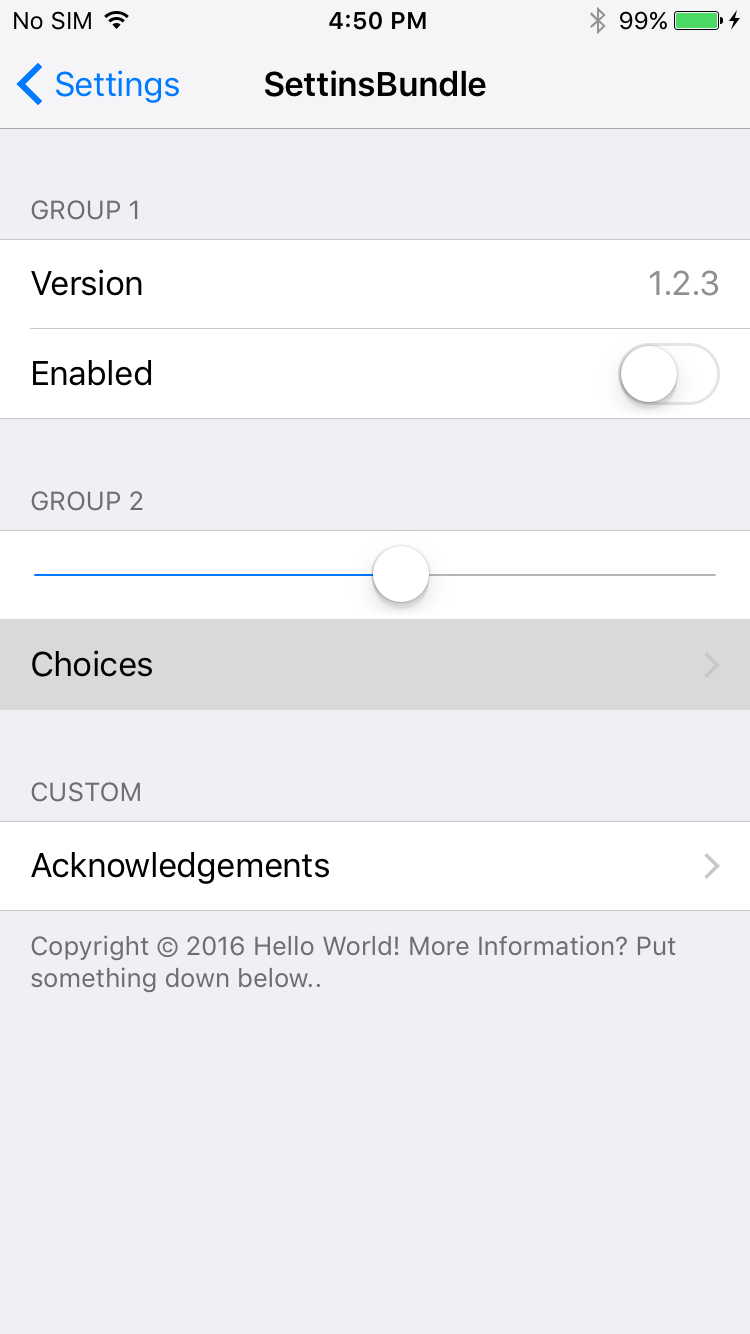 No SIM 4:50 PM 99%
Settings SettinsBundle
GROUP 1
Version 1.2.3
Enabled
GROUP 2
Choices
CUSTOM
Acknowledgements
Copyright © 2016 Hello World! More Information? Put
something down below..